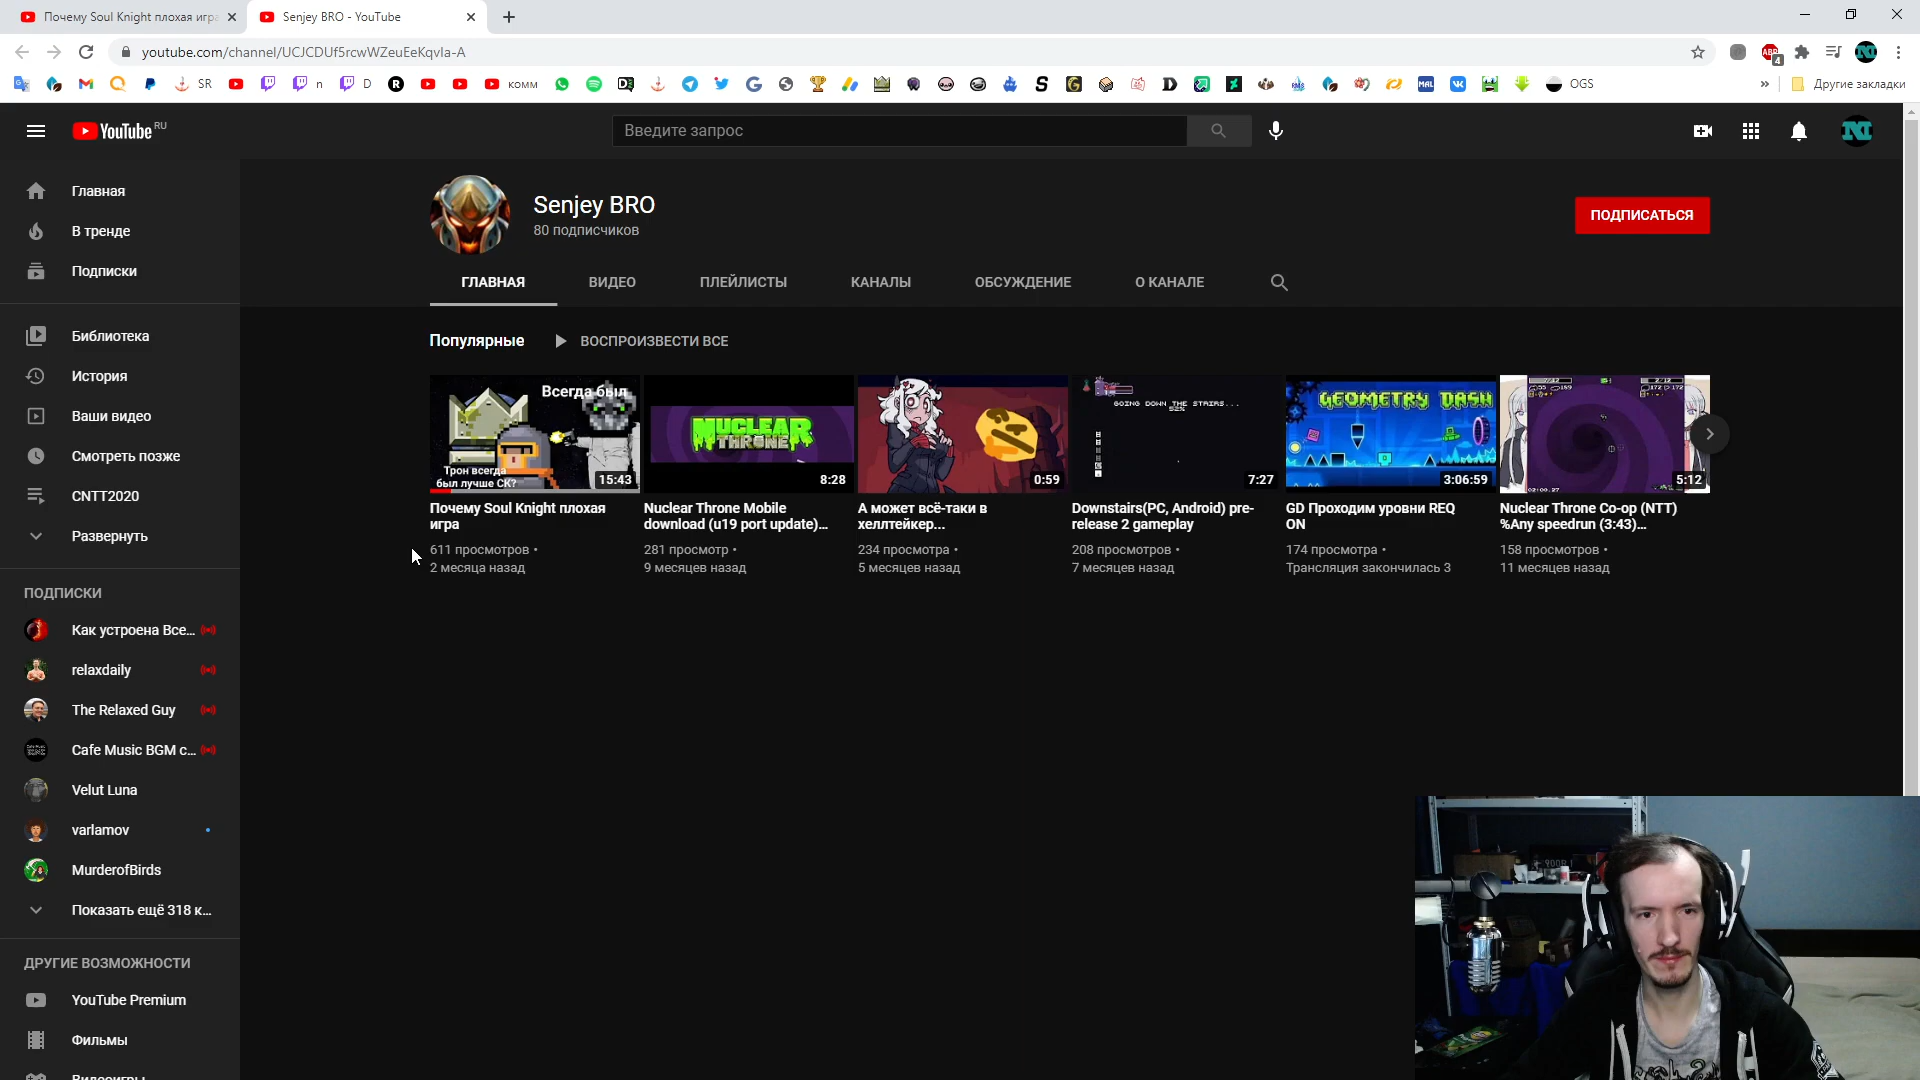 Почему Soul Knight плохая игра
Senjey BRO - YouTube
youtube.com/channel/UCJCDUf5rcwWZeuEeKqvla-A
SR
n
D
комм
OGS
Другие закладки
YouTube RU
Введите запрос
Главная
В тренде
Подписки
Библиотека
История
Ваши видео
Смотреть позже
CNTT2020
Развернуть
ПОДПИСКИ
Как устроена Все...
relaxdaily
The Relaxed Guy
Cafe Music BGM c...
Velut Luna
varlamov
MurderofBirds
Показать ещё 318 к...
ДРУГИЕ ВОЗМОЖНОСТИ
YouTube Premium
Фильмы
Видеоигры
Senjey BRO
80 подписчиков
ПОДПИСАТЬСЯ
ГЛАВНАЯ
ВИДЕО
ПЛЕЙЛИСТЫ
КАНАЛЫ
ОБСУЖДЕНИЕ
О КАНАЛЕ
Популярные
ВОСПРОИЗВЕСТИ ВСЕ
Всегда был
Трон всегда
был лучше СК?
15:43
Почему Soul Knight плохая
игра
611 просмотров •
2 месяца назад
NUCLEAR
THRONE
8:28
Nuclear Throne Mobile
download (u19 port update)...
281 просмотр •
9 месяцев назад
0:59
А может всё-таки в
хеллтейкер...
234 просмотра •
5 месяцев назад
GOING DOWN THE STAIRS...
52%
7:27
Downstairs(PC, Android) pre-
release 2 gameplay
208 просмотров •
7 месяцев назад
GEOMETRY DASH
3:06:59
GD Проходим уровни REQ
ON
174 просмотра •
Трансляция закончилась 3
5:12
Nuclear Throne Co-op (NTT)
%Any speedrun (3:43)...
158 просмотров •
11 месяцев назад